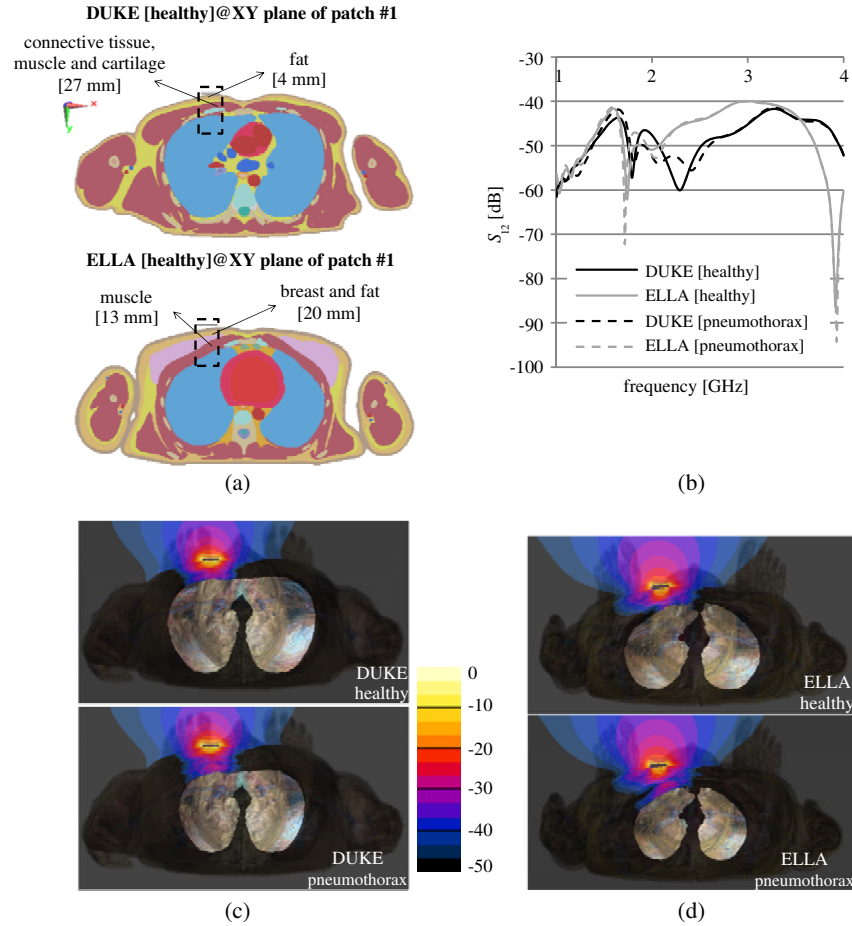 DUKE [healthy]@XY plane of patch #1
connective tissue,
muscle and cartilage
[27 mm]
fat
[4 mm]
x
y
ELLA [healthy]@XY plane of patch #1
muscle
[13 mm]
breast and fat
[20 mm]
(a)
-30
-40
-50
-60
-70
-80
-90
-100
1
2
3
4
S12 [dB]
DUKE [healthy]
ELLA [healthy]
DUKE [pneumothorax]
ELLA [pneumothorax]
frequency [GHz]
(b)
DUKE
healthy
DUKE
pneumothorax
0
-10
-20
-30
-40
-50
(c)
ELLA
healthy
ELLA
pneumothorax
(d)